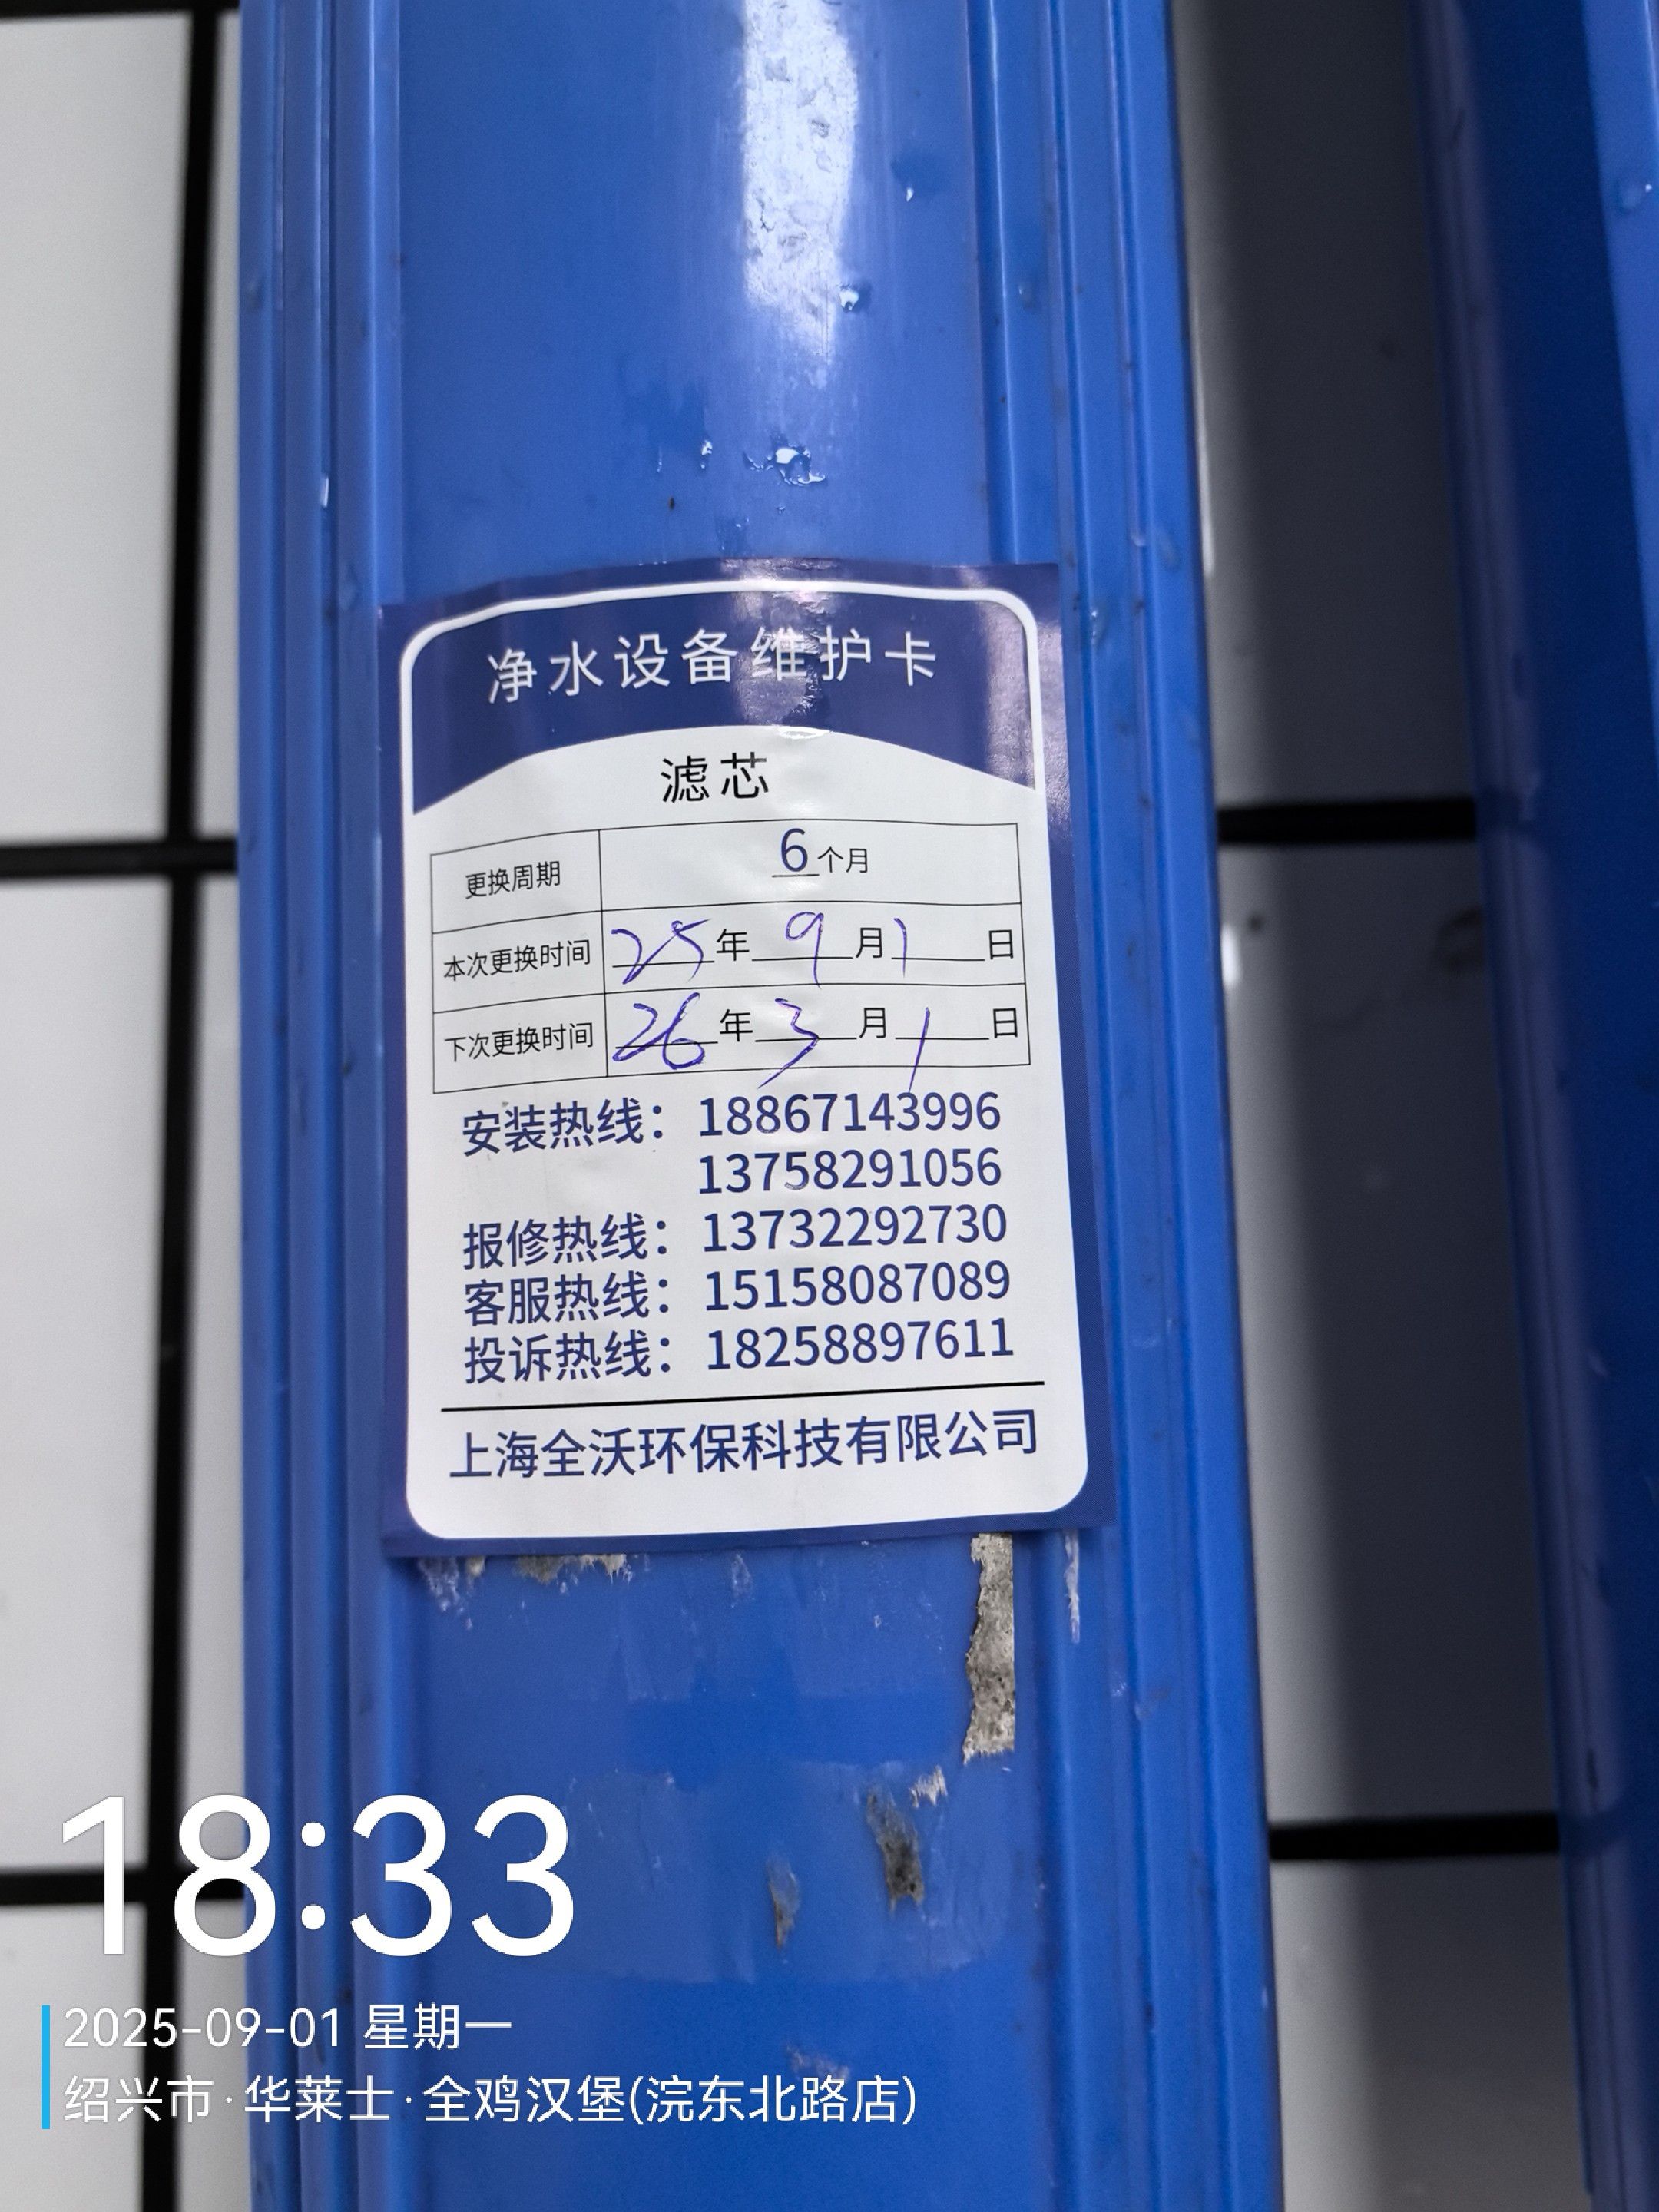 净水设备维护卡
滤芯
更换周期 6个月
本次更换时间 25年9月1日
下次更换时间 26年3月1日
安装热线：18867143996
13758291056
报修热线：13732292730
客服热线：15158087089
投诉热线：18258897611
上海全沃环保科技有限公司
18:33
2025-09-01 星期一
绍兴市·华莱士·全鸡汉堡(浣东北路店)